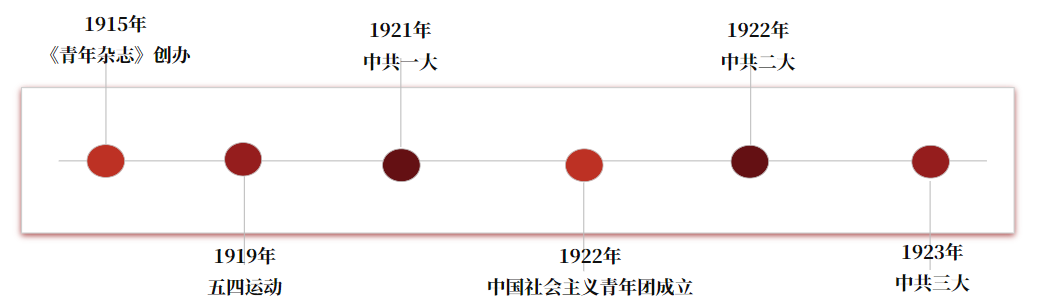 1915年
《青年杂志》创办
1919年
五四运动
1921年
中共一大
1922年
中国社会主义青年团成立
1922年
中共二大
1923年
中共三大